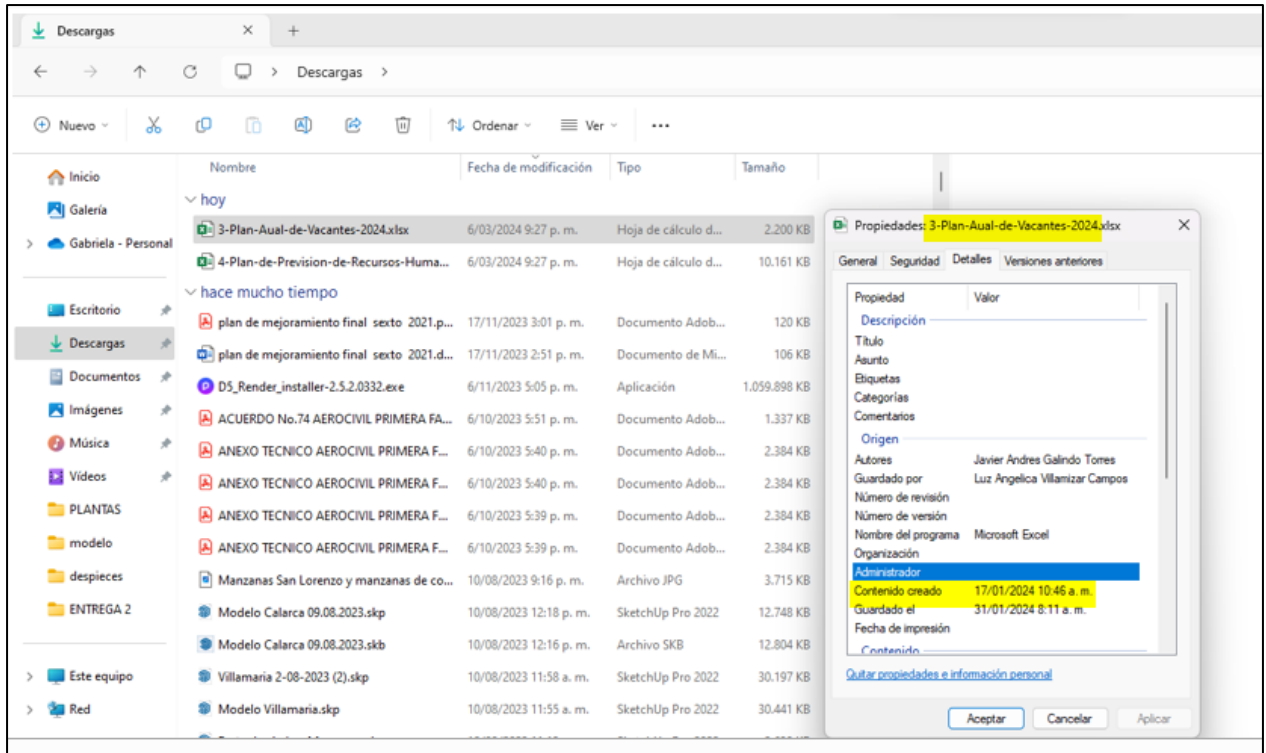 Descargas
Descargas
Nuevo
Ordenar
Ver
Inicio
Galería
Gabriela - Personal
Escritorio
Descargas
Documentos
Imágenes
Música
Vídeos
PLANTAS
modelo
despieces
ENTREGA 2
Este equipo
Red
Nombre Fecha de modificación Tipo Tamaño
hoy
3-Plan-Aual-de-Vacantes-2024.xlsx 6/03/2024 9:27 p. m. Hoja de cálculo d... 2.200 KB
4-Plan-de-Prevision-de-Recursos-Huma... 6/03/2024 9:27 p. m. Hoja de cálculo d... 10.161 KB
hace mucho tiempo
plan de mejoramiento final sexto 2021.p... 17/11/2023 3:01 p. m. Documento Adob... 120 KB
plan de mejoramiento final sexto 2021.d... 17/11/2023 2:51 p. m. Documento de Mi... 106 KB
D5_Render_installer-2.5.2.0332.exe 6/11/2023 5:05 p. m. Aplicación 1.059.898 KB
ACUERDO No.74 AEROCIVIL PRIMERA FA... 6/10/2023 5:51 p. m. Documento Adob... 1.337 KB
ANEXO TECNICO AEROCIVIL PRIMERA F... 6/10/2023 5:40 p. m. Documento Adob... 2.384 KB
ANEXO TECNICO AEROCIVIL PRIMERA F... 6/10/2023 5:40 p. m. Documento Adob... 2.384 KB
ANEXO TECNICO AEROCIVIL PRIMERA F... 6/10/2023 5:39 p. m. Documento Adob... 2.384 KB
ANEXO TECNICO AEROCIVIL PRIMERA F... 6/10/2023 5:39 p. m. Documento Adob... 2.384 KB
Manzanas San Lorenzo y manzanas de co... 10/08/2023 9:16 p. m. Archivo JPG 3.715 KB
Modelo Calarca 09.08.2023.skp 10/08/2023 12:18 p. m. SketchUp Pro 2022 12.748 KB
Modelo Calarca 09.08.2023.skb 10/08/2023 12:16 p. m. Archivo SKB 12.804 KB
Villamaria 2-08-2023 (2).skp 10/08/2023 11:58 a. m. SketchUp Pro 2022 30.197 KB
Modelo Villamaria.skp 10/08/2023 11:55 a. m. SketchUp Pro 2022 30.441 KB
Propiedades: 3-Plan-Aual-de-Vacantes-2024.xlsx
General Seguridad Detalles Versiones anteriores
Propiedad Valor
Descripción
Título
Asunto
Etiquetas
Categorías
Comentarios
Origen
Autores Javier Andres Galindo Torres
Guardado por Luz Angelica Villamizar Campos
Número de revisión
Número de versión
Nombre del programa Microsoft Excel
Organización
Administrador
Contenido creado 17/01/2024 10:46 a. m.
Guardado el 31/01/2024 8:11 a. m.
Fecha de impresión
Contenido
Quitar propiedades e información personal
Aceptar Cancelar Aplicar